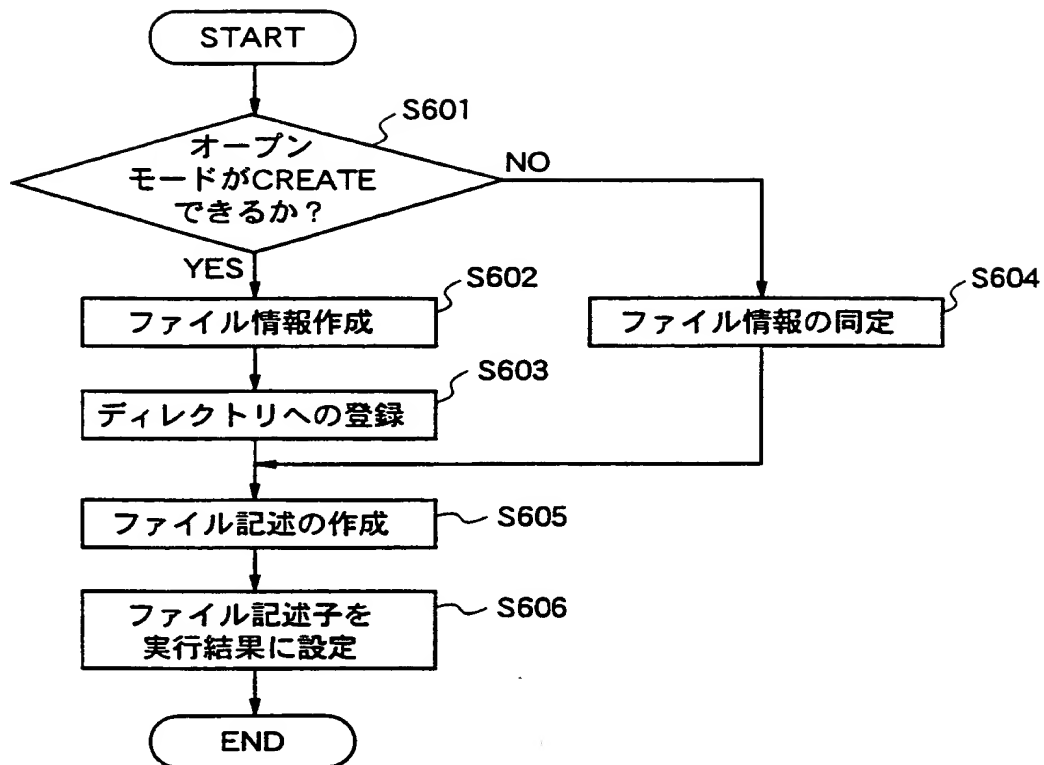 START
S601
オープン
モードがCREATE
できるか？
NO
YES
S602
ファイル情報作成
S604
ファイル情報の同定
S603
ディレクトリへの登録
ファイル記述の作成
S605
ファイル記述子を
実行結果に設定
S606
END